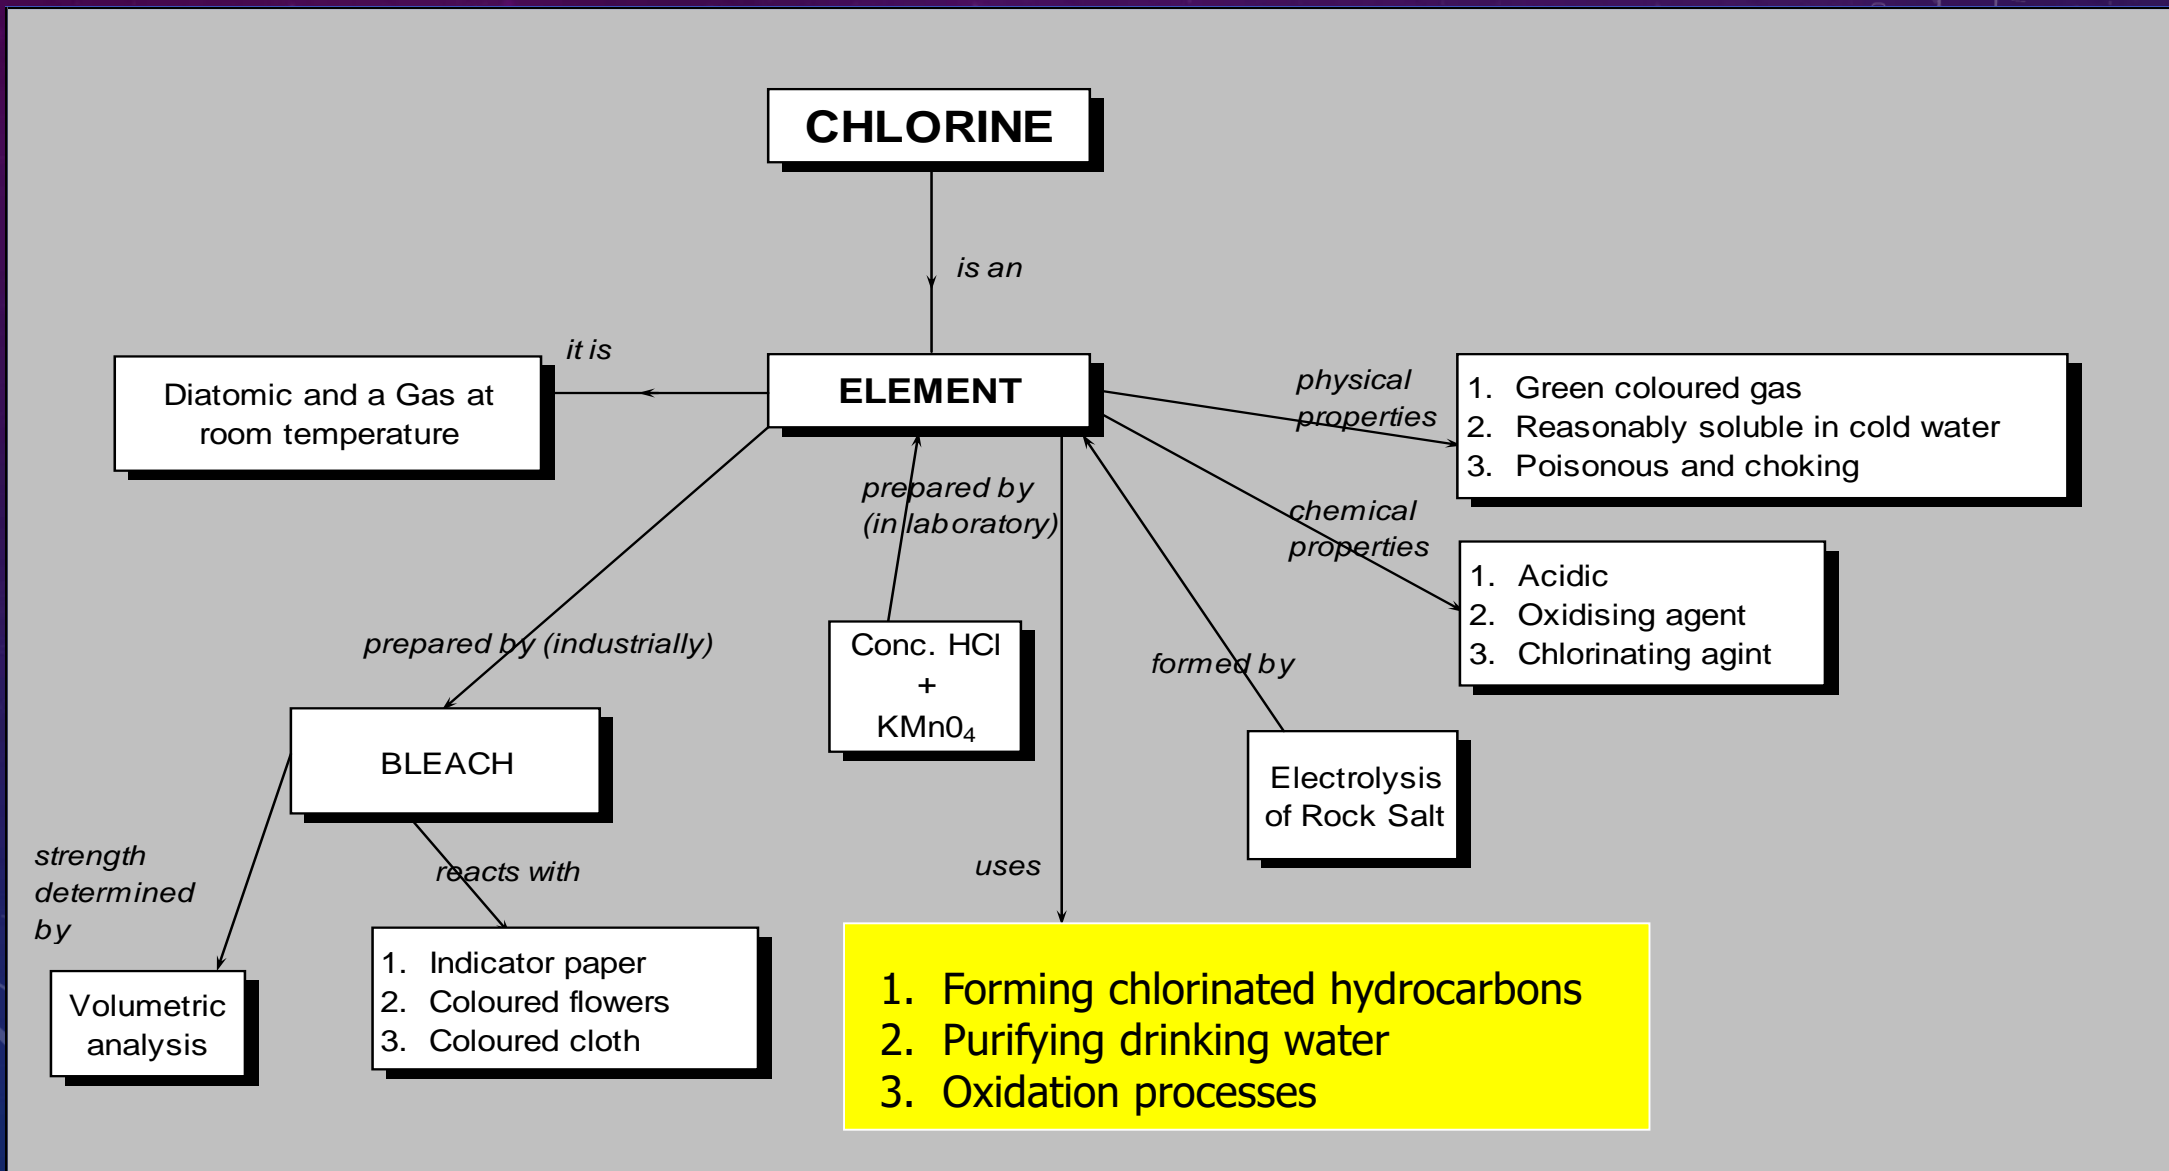 CHLORINE
is an
it is
Diatomic and a Gas at
room temperature
ELEMENT
physical
properties
1. Green coloured gas
2. Reasonably soluble in cold water
3. Poisonous and choking
prepared by
(in laboratory)
chemical
properties
1. Acidic
2. Oxidising agent
3. Chlorinating agint
prepared by (industrially)
Conc. HCl
+
KMn0₄
formed by
BLEACH
Electrolysis
of Rock Salt
strength
determined
by
reacts with
uses
Volumetric
analysis
1. Indicator paper
2. Coloured flowers
3. Coloured cloth
1. Forming chlorinated hydrocarbons
2. Purifying drinking water
3. Oxidation processes